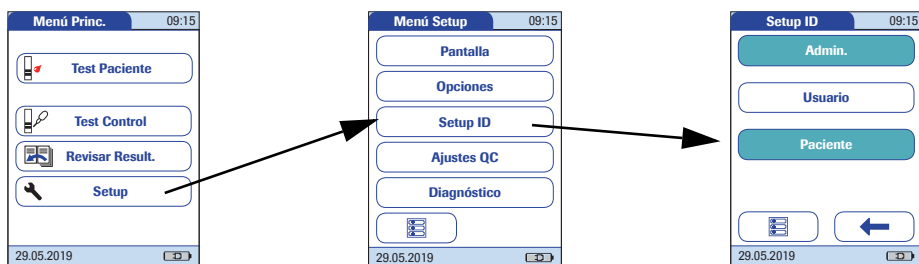 Menú Princ. 09:15
Test Paciente
Test Control
Revisar Result.
Setup
29.05.2019
Menú Setup 09:15
Pantalla
Opciones
Setup ID
Ajustes QC
Diagnóstico
29.05.2019
Setup ID 09:15
Admin.
Usuario
Paciente
29.05.2019